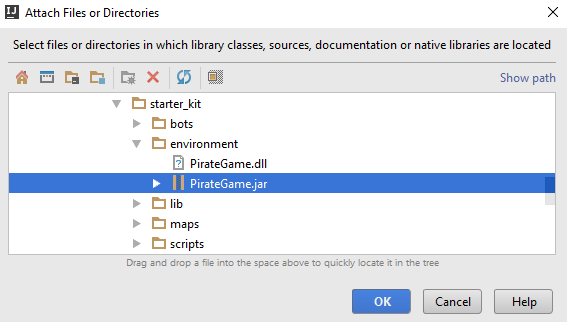 Attach Files or Directories
Select files or directories in which library classes, sources, documentation or native libraries are located
Show path
starter_kit
bots
environment
PirateGame.dll
PirateGame.jar
lib
maps
scripts
Drag and drop a file into the space above to quickly locate it in the tree
OK
Cancel
Help